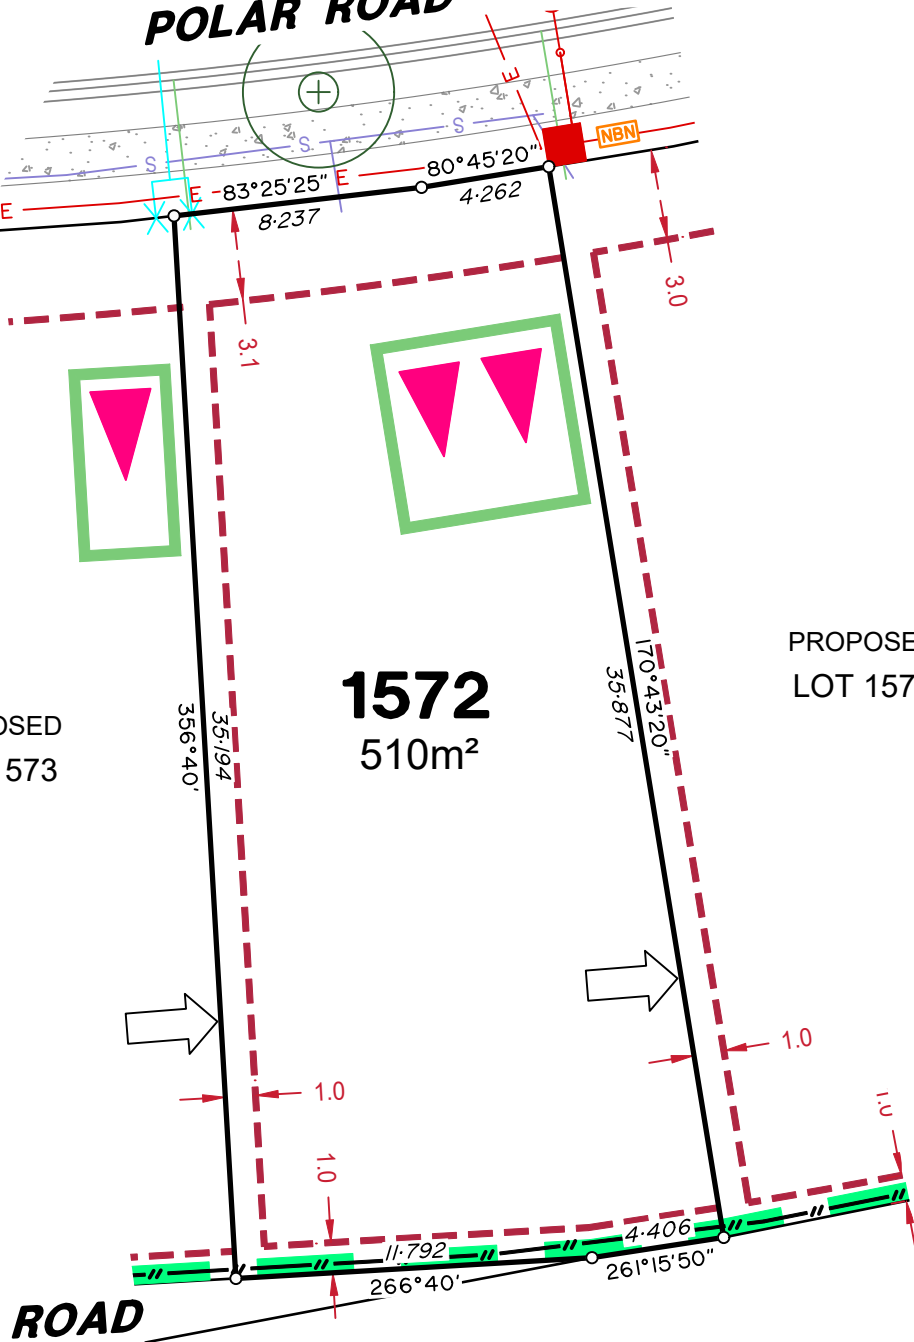 POLAR ROAD
E
NBN
S
S
S
E
E
E
83°25'25"
80°45'20"
8·237
4·262
3.1
3.0
1572
510m²
PROPOSE
LOT 157
OSED
573
356°40'
35·194
35·877
170°43'20"
1.0
1.0
1.0
1.0
11·792
4·406
266°40'
261°15'50"
ROAD